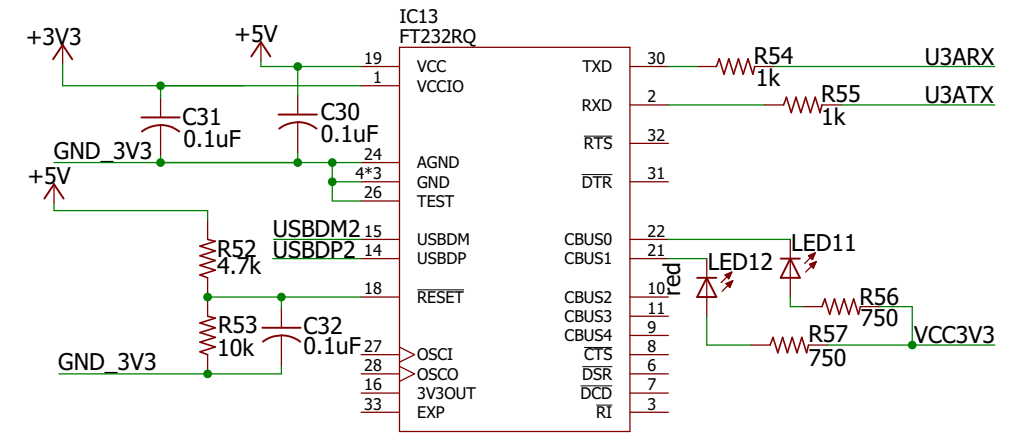 IC13
FT232RQ
+3V3
+5V
19 VCC
1 VCCIO
C31
0.1uF
C30
0.1uF
GND_3V3
24 AGND
4*3 GND
26 TEST
+5V
USBDM2 15 USBDM
USBDP2 14 USBDP
R52
4.7k
18 RESET
R53
10k
C32
0.1uF
GND_3V3
27 OSCI
28 OSCO
16 3V3OUT
33 EXP
TXD 30
R54
1k
U3ARX
RXD 2
R55
1k
U3ATX
RTS 32
DTR 31
CBUS0 22
CBUS1 21
red
LED12
LED11
CBUS2 10
CBUS3 11
CBUS4 9
CTS 8
DSR 6
DCD 7
RI 3
R56
750
R57
750
VCC3V3